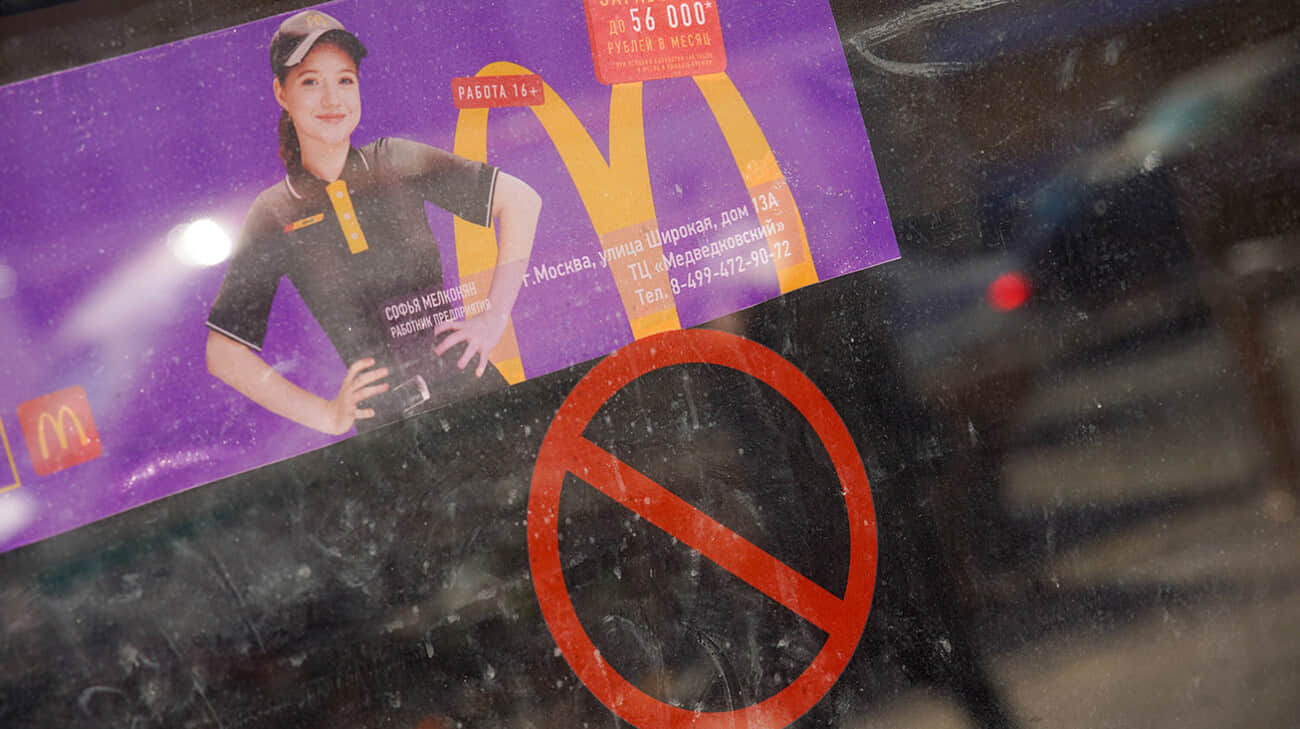 ДО 56 000*
РУБЛЕЙ В МЕСЯЦ
РАБОТА 16+
г.Москва, улица Широкая, дом 13А
ТЦ «Медведковский»
Тел. 8-499-472-90-72
СОФЬЯ МЕЛКОНЯН
РАБОТНИК ПРЕДПРИЯТИЯ